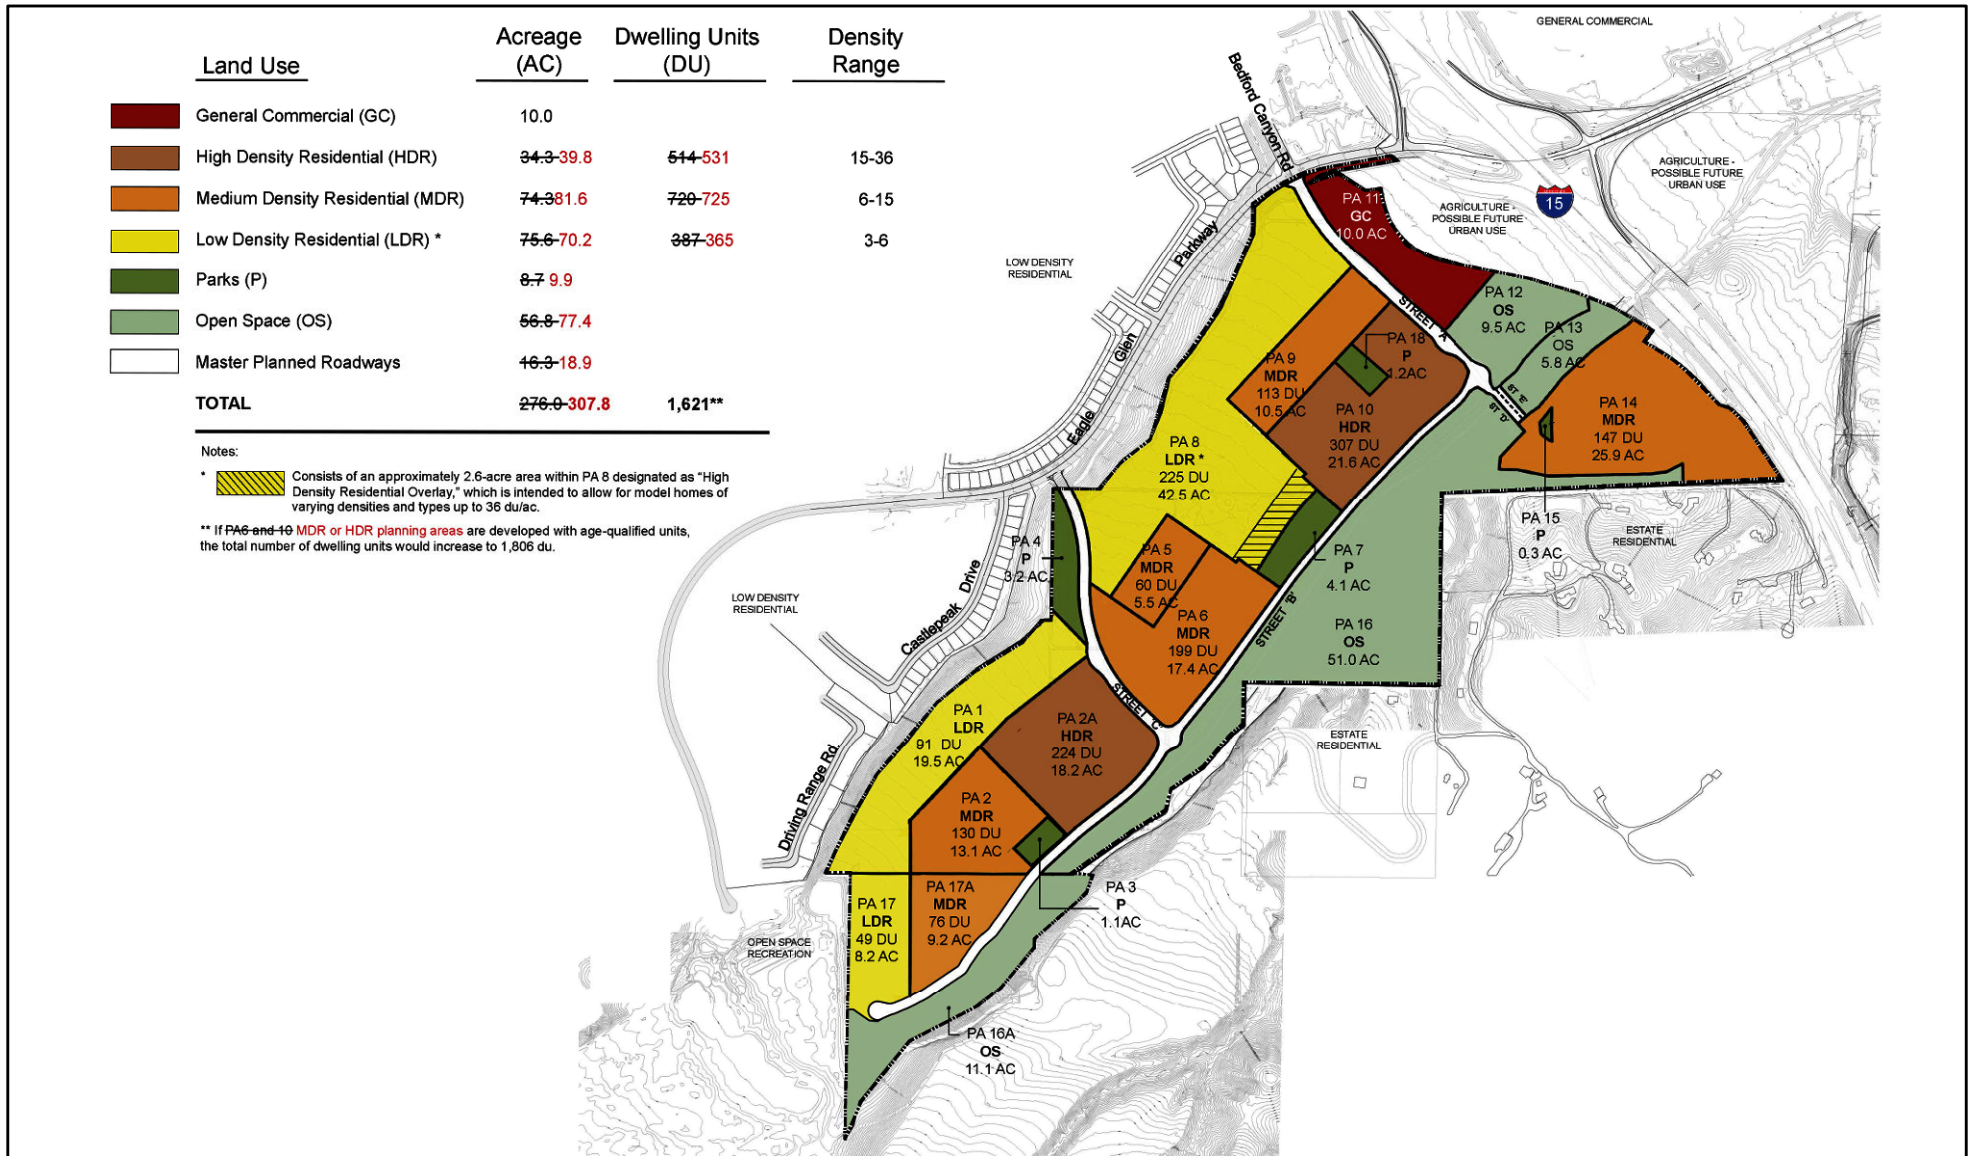 Land Use
Acreage (AC)
Dwelling Units (DU)
Density Range
General Commercial (GC) 10.0
High Density Residential (HDR) 34.3 39.8 514 531 15-36
Medium Density Residential (MDR) 74.3 81.6 720 725 6-15
Low Density Residential (LDR) * 75.6 70.2 387 365 3-6
Parks (P) 8.7 9.9
Open Space (OS) 56.8 77.4
Master Planned Roadways 16.3 18.9
TOTAL 276.0 307.8 1,621**
Notes:
* Consists of an approximately 2.6-acre area within PA 8 designated as "High
Density Residential Overlay," which is intended to allow for model homes of
varying densities and types up to 36 du/ac.
** If PA6 and 10 MDR or HDR planning areas are developed with age-qualified units,
the total number of dwelling units would increase to 1,806 du.
GENERAL COMMERCIAL
Bedford Canyon Rd.
AGRICULTURE -
POSSIBLE FUTURE
URBAN USE
15
AGRICULTURE -
POSSIBLE FUTURE
URBAN USE
PA 11
GC
10.0 AC
LOW DENSITY
RESIDENTIAL
Eagle Glen Parkway
STREET 'A'
PA 12
OS
9.5 AC
PA 13
OS
5.8 AC
PA 18
P
1.2AC
PA 9
MDR
113 DU
10.5 AC
PA 10
HDR
307 DU
21.6 AC
ST 'E'
ST 'D'
PA 14
MDR
147 DU
25.9 AC
PA 8
LDR *
225 DU
42.5 AC
PA 15
P
0.3 AC
ESTATE
RESIDENTIAL
PA 4
P
3.2 AC
PA 5
MDR
60 DU
5.5 AC
PA 7
P
4.1 AC
PA 6
MDR
199 DU
17.4 AC
STREET 'B'
PA 16
OS
51.0 AC
LOW DENSITY
RESIDENTIAL
Castlepeak Drive
STREET 'C'
PA 1
LDR
91 DU
19.5 AC
PA 2A
HDR
224 DU
18.2 AC
ESTATE
RESIDENTIAL
Driving Range Rd.
PA 2
MDR
130 DU
13.1 AC
PA 17
LDR
49 DU
8.2 AC
PA 17A
MDR
76 DU
9.2 AC
PA 3
P
1.1AC
OPEN SPACE
RECREATION
PA 16A
OS
11.1 AC